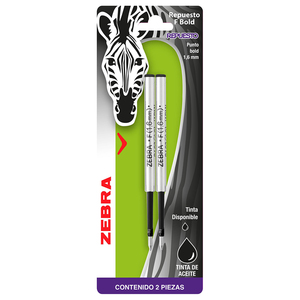 Repuesto
F Bold
Punto
bold
1,6 mm
ZEBRA • F(1.6mm)
ZEBRA • F(1.6mm)
ZEBRA
Tinta
Disponible
TINTA DE
ACEITE
CONTENIDO 2 PIEZAS